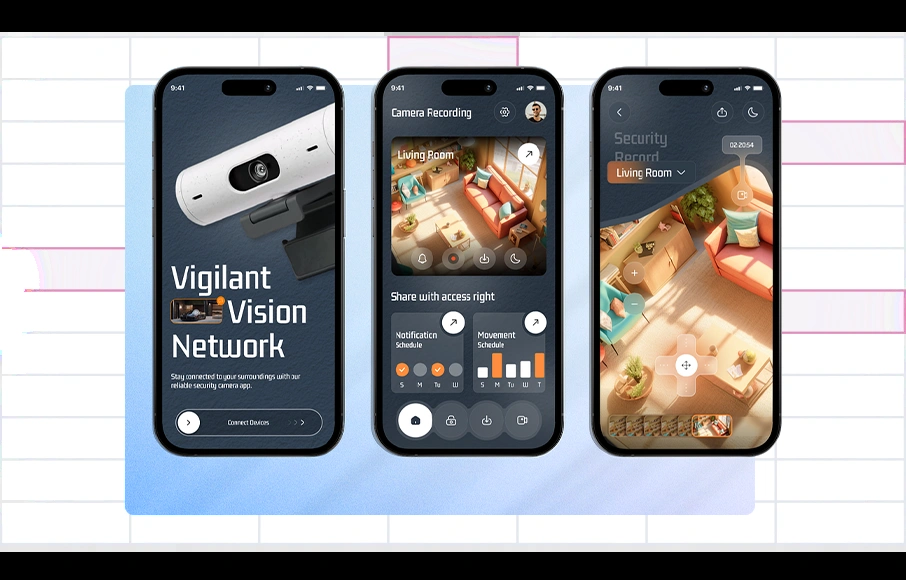 9:41
Vigilant
Vision
Network
Stay connected to your surroundings with our
reliable security camera app.
Connect Devices
9:41
Camera Recording
Living Room
Share with access right
Notification
Schedule
S M Tu W
Movement
Schedule
S M Tu W T
9:41
Security
Record
02:20:54
Living Room